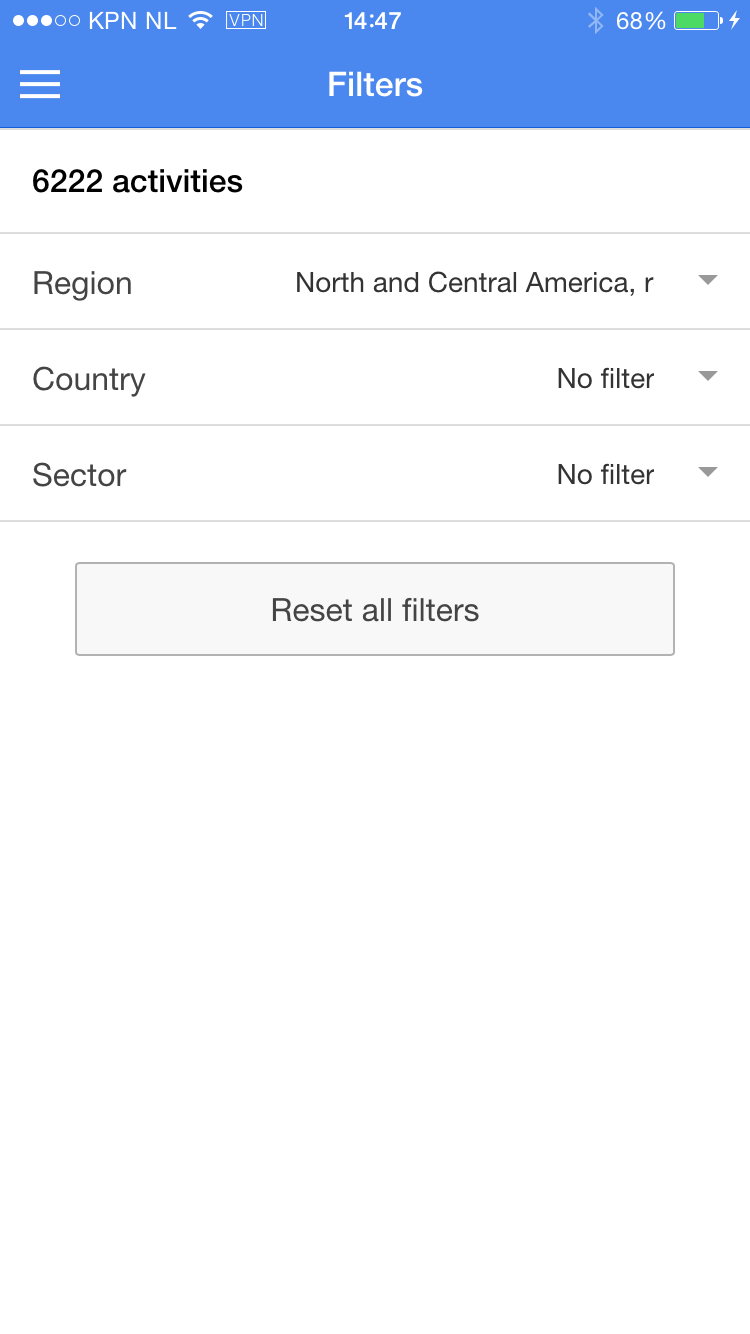 KPN NL VPN 14:47 68%
Filters
6222 activities
Region North and Central America, r
Country No filter
Sector No filter
Reset all filters